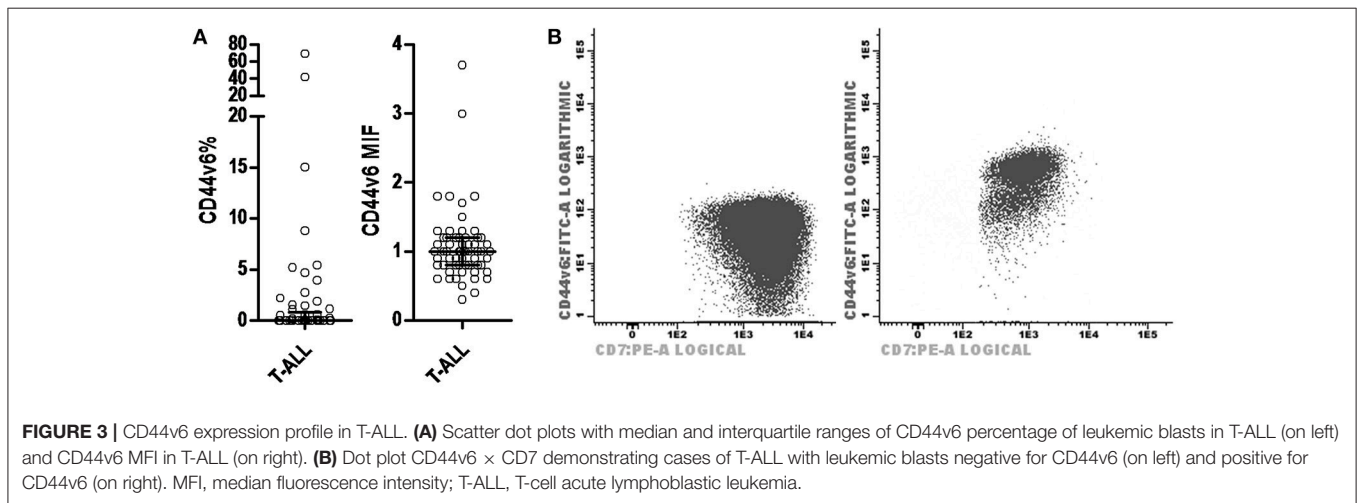 A
CD44v6%
80
60
40
20
20
15
10
5
0
T-ALL
CD44v6 MIF
4
3
2
1
0
T-ALL
B
CD44v6:FITC-A LOGARITHMIC
1E5
1E4
1E3
1E2
1E1
1
0 1E2 1E3 1E4
CD7:PE-A LOGICAL
CD44v6:FITC-A LOGARITHMIC
1E5
1E4
1E3
1E2
1E1
1
0 1E2 1E3 1E4 1E5
CD7:PE-A LOGICAL
FIGURE 3 | CD44v6 expression profile in T-ALL. (A) Scatter dot plots with median and interquartile ranges of CD44v6 percentage of leukemic blasts in T-ALL (on left)
and CD44v6 MFI in T-ALL (on right). (B) Dot plot CD44v6 × CD7 demonstrating cases of T-ALL with leukemic blasts negative for CD44v6 (on left) and positive for
CD44v6 (on right). MFI, median fluorescence intensity; T-ALL, T-cell acute lymphoblastic leukemia.